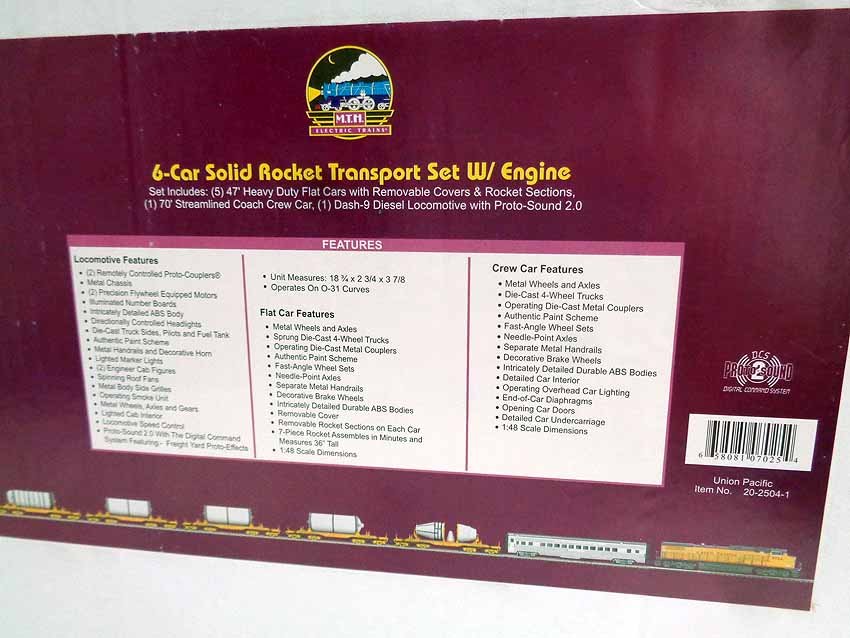 M.T.H.
ELECTRIC TRAINS®
6-Car Solid Rocket Transport Set W/ Engine
Set Includes: (5) 47' Heavy Duty Flat Cars with Removable Covers & Rocket Sections,
(1) 70' Streamlined Coach Crew Car, (1) Dash-9 Diesel Locomotive with Proto-Sound 2.0
FEATURES
Locomotive Features
• (2) Remotely Controlled Proto-Couplers®
• Metal Chassis
• (2) Precision Flywheel Equipped Motors
• Illuminated Number Boards
• Intricately Detailed ABS Body
• Directionally Controlled Headlights
• Die-Cast Truck Sides, Pilots and Fuel Tank
• Authentic Paint Scheme
• Metal Handrails and Decorative Horn
• Lighted Marker Lights
• (2) Engineer Cab Figures
• Spinning Roof Fans
• Metal Body Side Grilles
• Operating Smoke Unit
• Metal Wheels, Axles and Gears
• Lighted Cab Interior
• Locomotive Speed Control
• Proto-Sound 2.0 With The Digital Command
System Featuring:- Freight Yard Proto-Effects
• Unit Measures: 18 ¾ x 2 3/4 x 3 7/8
• Operates On O-31 Curves
Flat Car Features
• Metal Wheels and Axles
• Sprung Die-Cast 4-Wheel Trucks
• Operating Die-Cast Metal Couplers
• Authentic Paint Scheme
• Fast-Angle Wheel Sets
• Needle-Point Axles
• Separate Metal Handrails
• Decorative Brake Wheels
• Intricately Detailed Durable ABS Bodies
• Removable Cover
• Removable Rocket Sections on Each Car
• 7-Piece Rocket Assembles in Minutes and
Measures 36" Tall
• 1:48 Scale Dimensions
Crew Car Features
• Metal Wheels and Axles
• Die-Cast 4-Wheel Trucks
• Operating Die-Cast Metal Couplers
• Authentic Paint Scheme
• Fast-Angle Wheel Sets
• Needle-Point Axles
• Separate Metal Handrails
• Decorative Brake Wheels
• Intricately Detailed Durable ABS Bodies
• Detailed Car Interior
• Operating Overhead Car Lighting
• End-of-Car Diaphragms
• Opening Car Doors
• Detailed Car Undercarriage
• 1:48 Scale Dimensions
DCS
PROTO 2 SOUND
DIGITAL COMMAND SYSTEM
6 58081 07025 4
Union Pacific
Item No. 20-2504-1